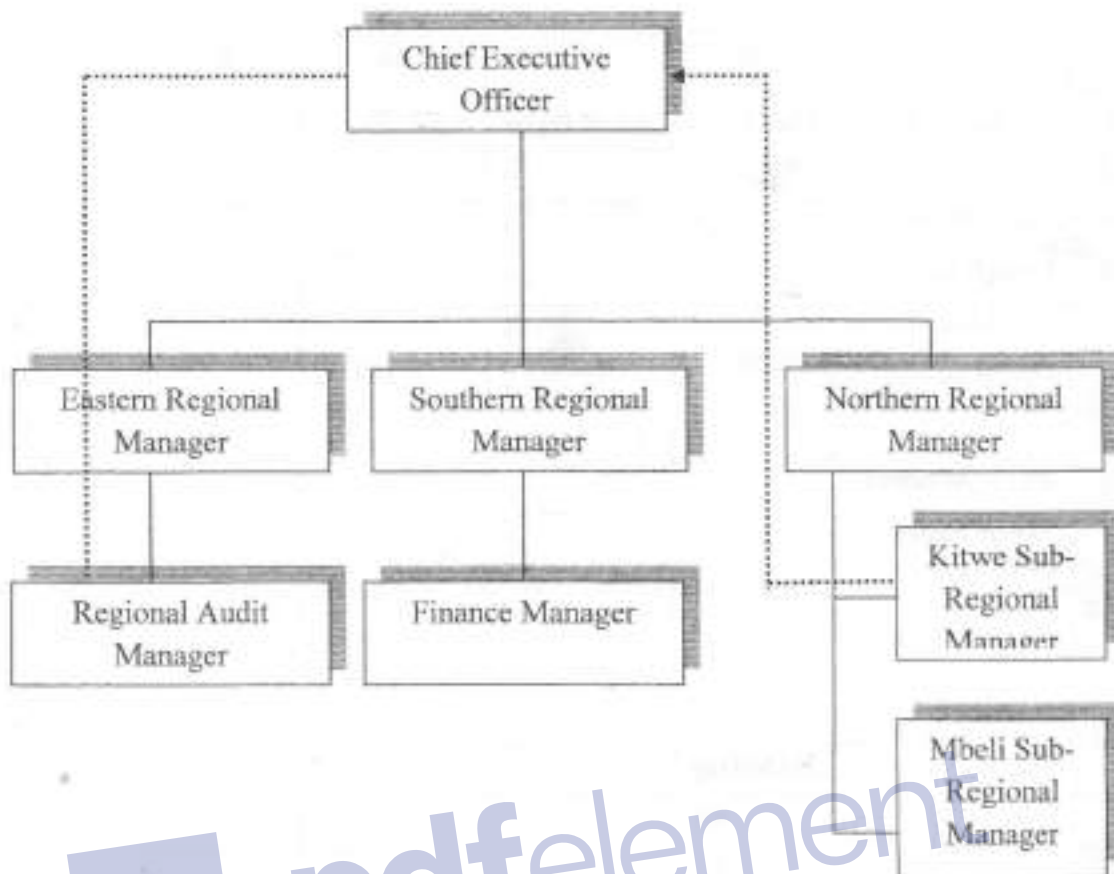 Chief Executive
Officer
Eastern Regional
Manager
Southern Regional
Manager
Northern Regional
Manager
Regional Audit
Manager
Finance Manager
Kitwe Sub-
Regional
Manager
Mbeli Sub-
Regional
Manager
pdfelement